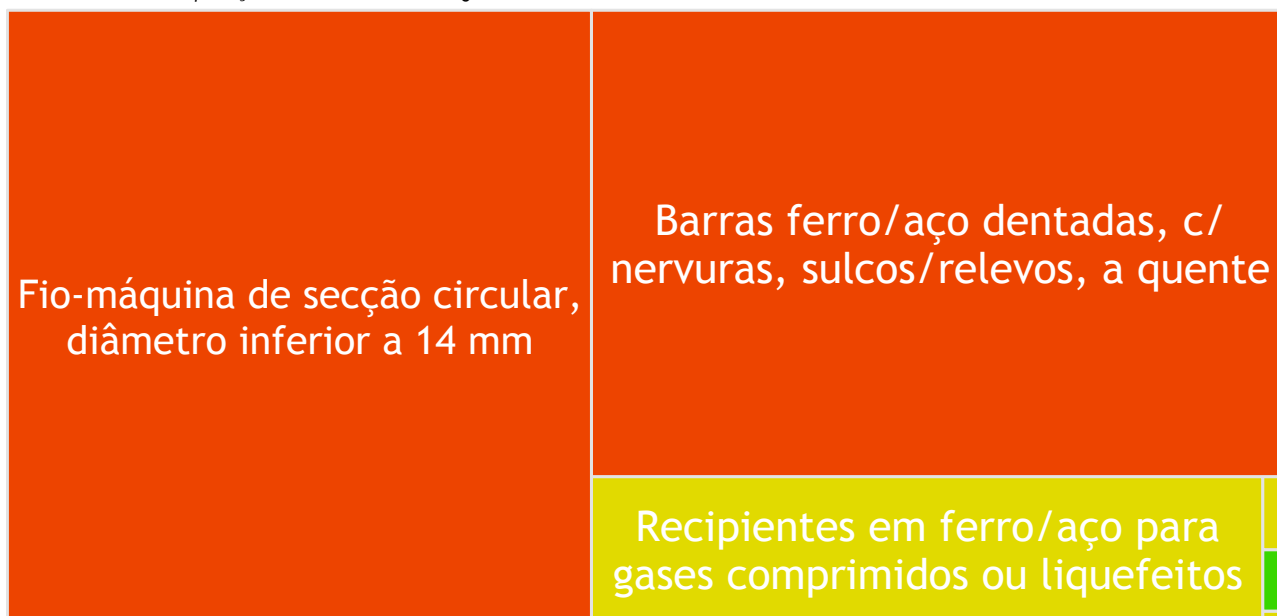 Fio-máquina de secção circular,
diâmetro inferior a 14 mm
Barras ferro/aço dentadas, c/
nervuras, sulcos/relevos, a quente
Recipientes em ferro/aço para
gases comprimidos ou liquefeitos